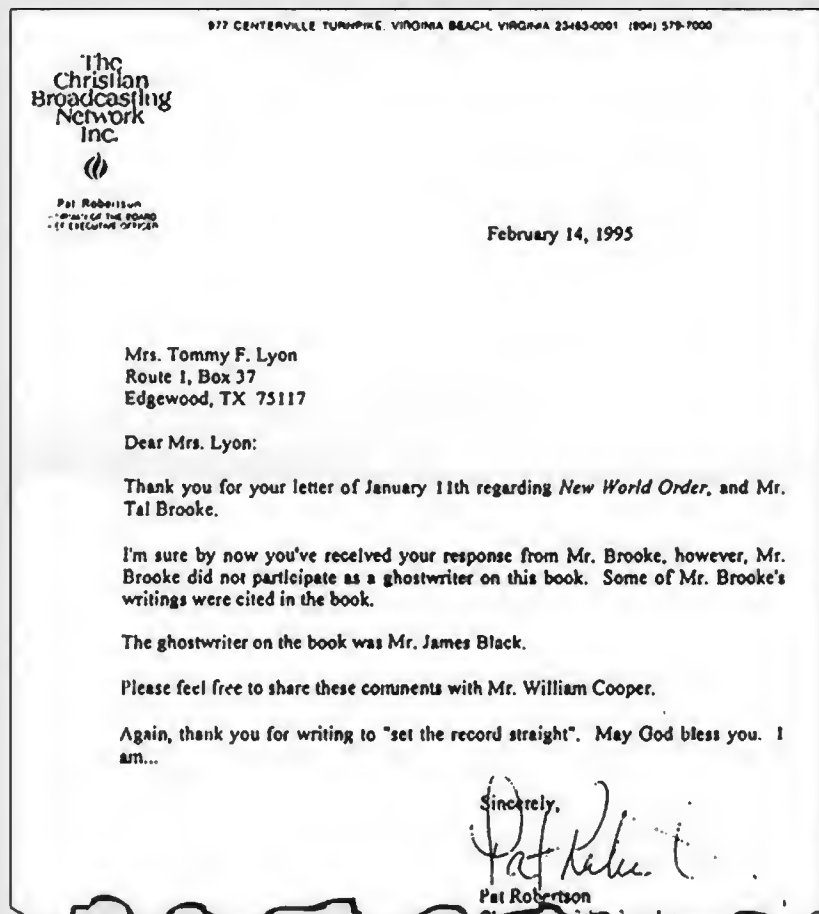 977 CENTERVILLE TURNPIKE, VIRGINIA BEACH, VIRGINIA 23463-0001 (804) 579-7000
The
Christian
Broadcasting
Network
Inc.
Pat Robertson
OF THE BOARD
EXECUTIVE OFFICER
February 14, 1995
Mrs. Tommy F. Lyon
Route 1, Box 37
Edgewood, TX 75117
Dear Mrs. Lyon:
Thank you for your letter of January 11th regarding New World Order, and Mr.
Tal Brooke.
I'm sure by now you've received your response from Mr. Brooke, however, Mr.
Brooke did not participate as a ghostwriter on this book. Some of Mr. Brooke's
writings were cited in the book.
The ghostwriter on the book was Mr. James Black.
Please feel free to share these comments with Mr. William Cooper.
Again, thank you for writing to "set the record straight". May God bless you. I
am...
Sincerely,
Pat Robertson